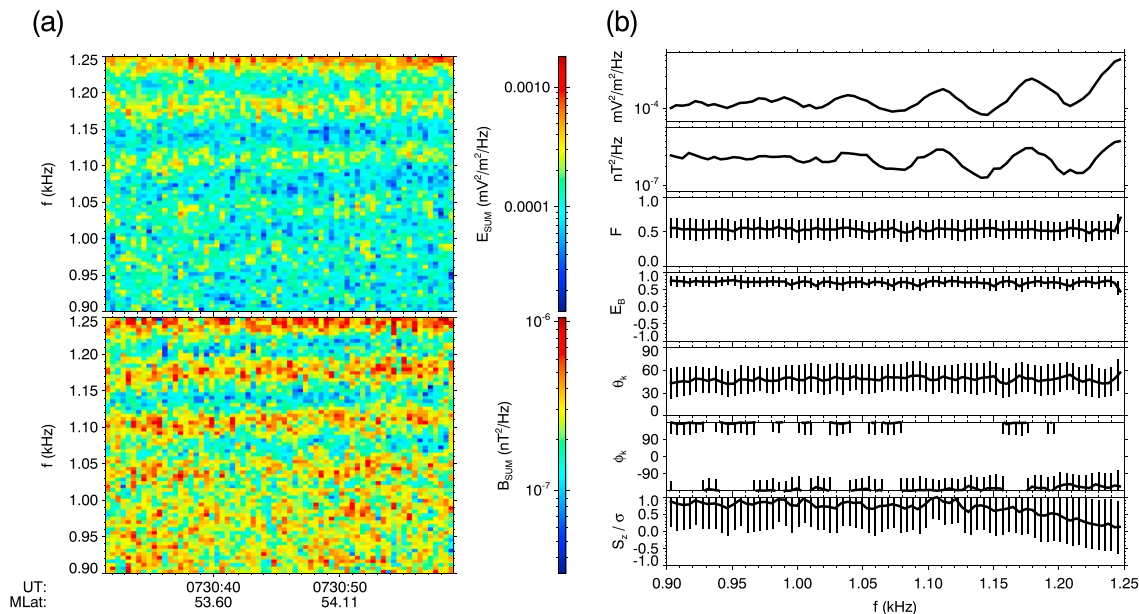 (a)
1.25
1.20
1.15
1.10
1.05
1.00
0.95
0.90
f (kHz)
0.0010
0.0001
E_SUM (mV²/m²/Hz)
1.25
1.20
1.15
1.10
1.05
1.00
0.95
0.90
f (kHz)
10⁻⁶
10⁻⁷
B_SUM (nT²/Hz)
UT: 0730:40 0730:50
MLat: 53.60 54.11
(b)
mV²/m²/Hz
10⁻⁴
nT²/Hz
10⁻⁷
F
1.0
0.5
0.0
E_B
1.0
0.5
0.0
-0.5
-1.0
θ_k
90
60
30
0
ϕ_k
90
0
-90
S_z / σ
1.0
0.5
0.0
-0.5
-1.0
0.90 0.95 1.00 1.05 1.10 1.15 1.20 1.25
f (kHz)